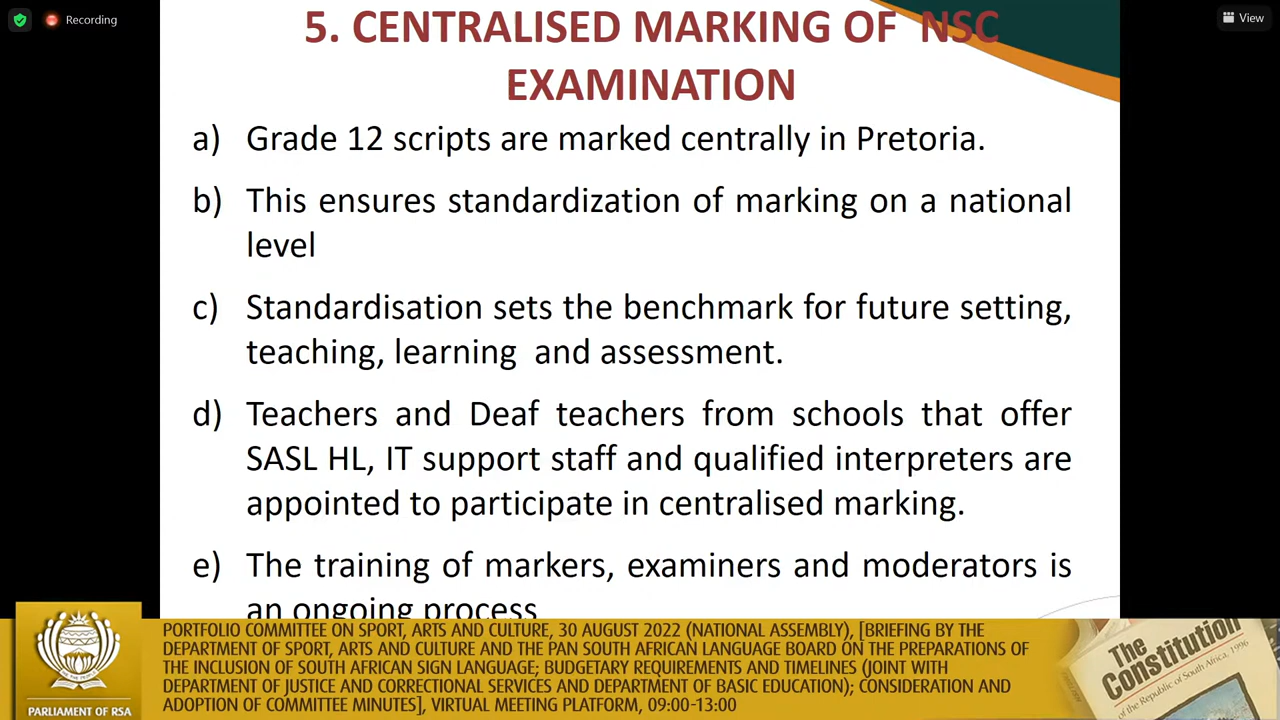 Recording
View
5. CENTRALISED MARKING OF NSC
EXAMINATION
a) Grade 12 scripts are marked centrally in Pretoria.
b) This ensures standardization of marking on a national
level
c) Standardisation sets the benchmark for future setting,
teaching, learning and assessment.
d) Teachers and Deaf teachers from schools that offer
SASL HL, IT support staff and qualified interpreters are
appointed to participate in centralised marking.
e) The training of markers, examiners and moderators is
an ongoing process
PARLIAMENT OF RSA
PORTFOLIO COMMITTEE ON SPORT, ARTS AND CULTURE, 30 AUGUST 2022 (NATIONAL ASSEMBLY), [BRIEFING BY THE
DEPARTMENT OF SPORT, ARTS AND CULTURE AND THE PAN SOUTH AFRICAN LANGUAGE BOARD ON THE PREPARATIONS OF
THE INCLUSION OF SOUTH AFRICAN SIGN LANGUAGE; BUDGETARY REQUIREMENTS AND TIMELINES (JOINT WITH
DEPARTMENT OF JUSTICE AND CORRECTIONAL SERVICES AND DEPARTMENT OF BASIC EDUCATION); CONSIDERATION AND
ADOPTION OF COMMITTEE MINUTES], VIRTUAL MEETING PLATFORM, 09:00-13:00
The
Constitution
of the Republic of South Africa, 1996